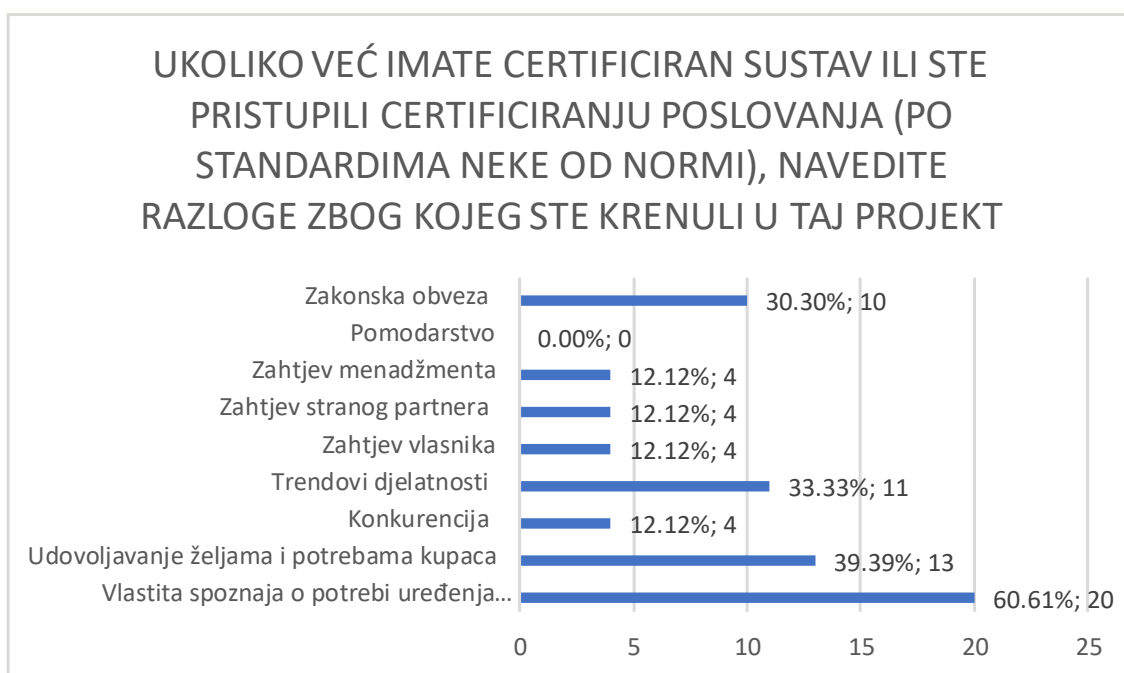 UKOLIKO VEĆ IMATE CERTIFICIRAN SUSTAV ILI STE
PRISTUPILI CERTIFICIRANJU POSLOVANJA (PO
STANDARDIMA NEKE OD NORMI), NAVEDITE
RAZLOGE ZBOG KOJEG STE KRENULI U TAJ PROJEKT
Zakonska obveza 30.30%; 10
Pomodarstvo 0.00%; 0
Zahtjev menadžmenta 12.12%; 4
Zahtjev stranog partnera 12.12%; 4
Zahtjev vlasnika 12.12%; 4
Trendovi djelatnosti 33.33%; 11
Konkurencija 12.12%; 4
Udovoljavanje željama i potrebama kupaca 39.39%; 13
Vlastita spoznaja o potrebi uređenja... 60.61%; 20
0 5 10 15 20 25